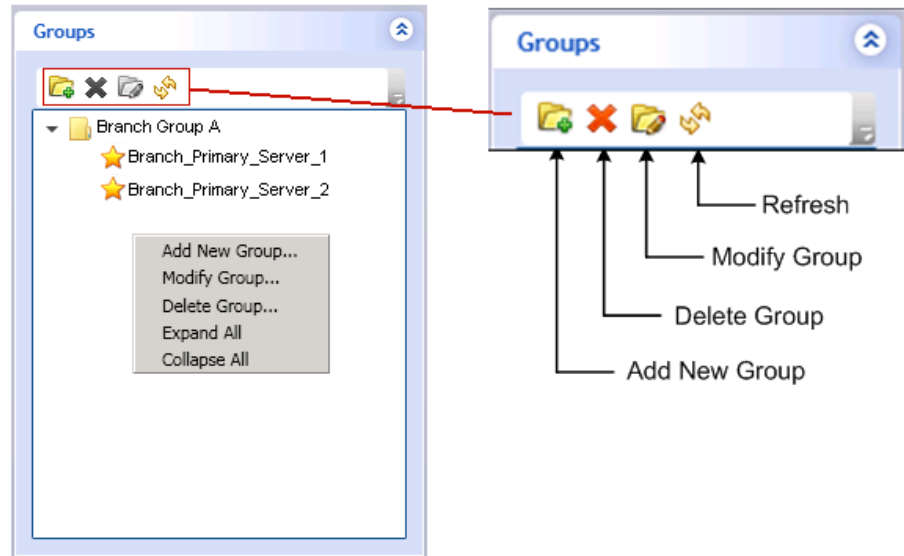 Groups
Branch Group A
Branch_Primary_Server_1
Branch_Primary_Server_2
Add New Group...
Modify Group...
Delete Group...
Expand All
Collapse All
Groups
Refresh
Modify Group
Delete Group
Add New Group